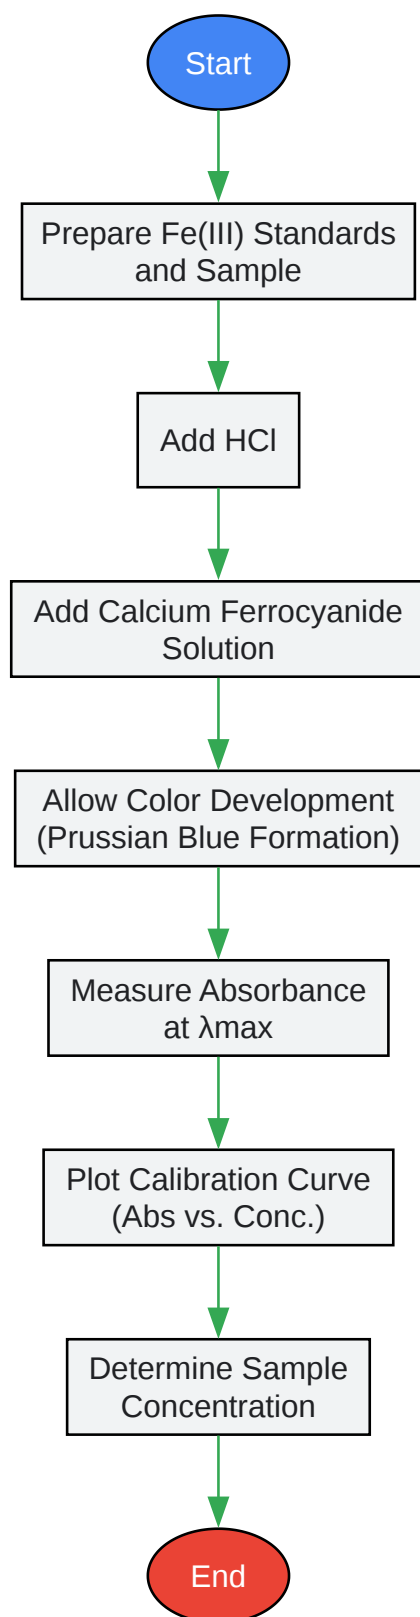 Start
Prepare Fe(III) Standards
and Sample
Add HCl
Add Calcium Ferrocyanide
Solution
Allow Color Development
(Prussian Blue Formation)
Measure Absorbance
at λmax
Plot Calibration Curve
(Abs vs. Conc.)
Determine Sample
Concentration
End